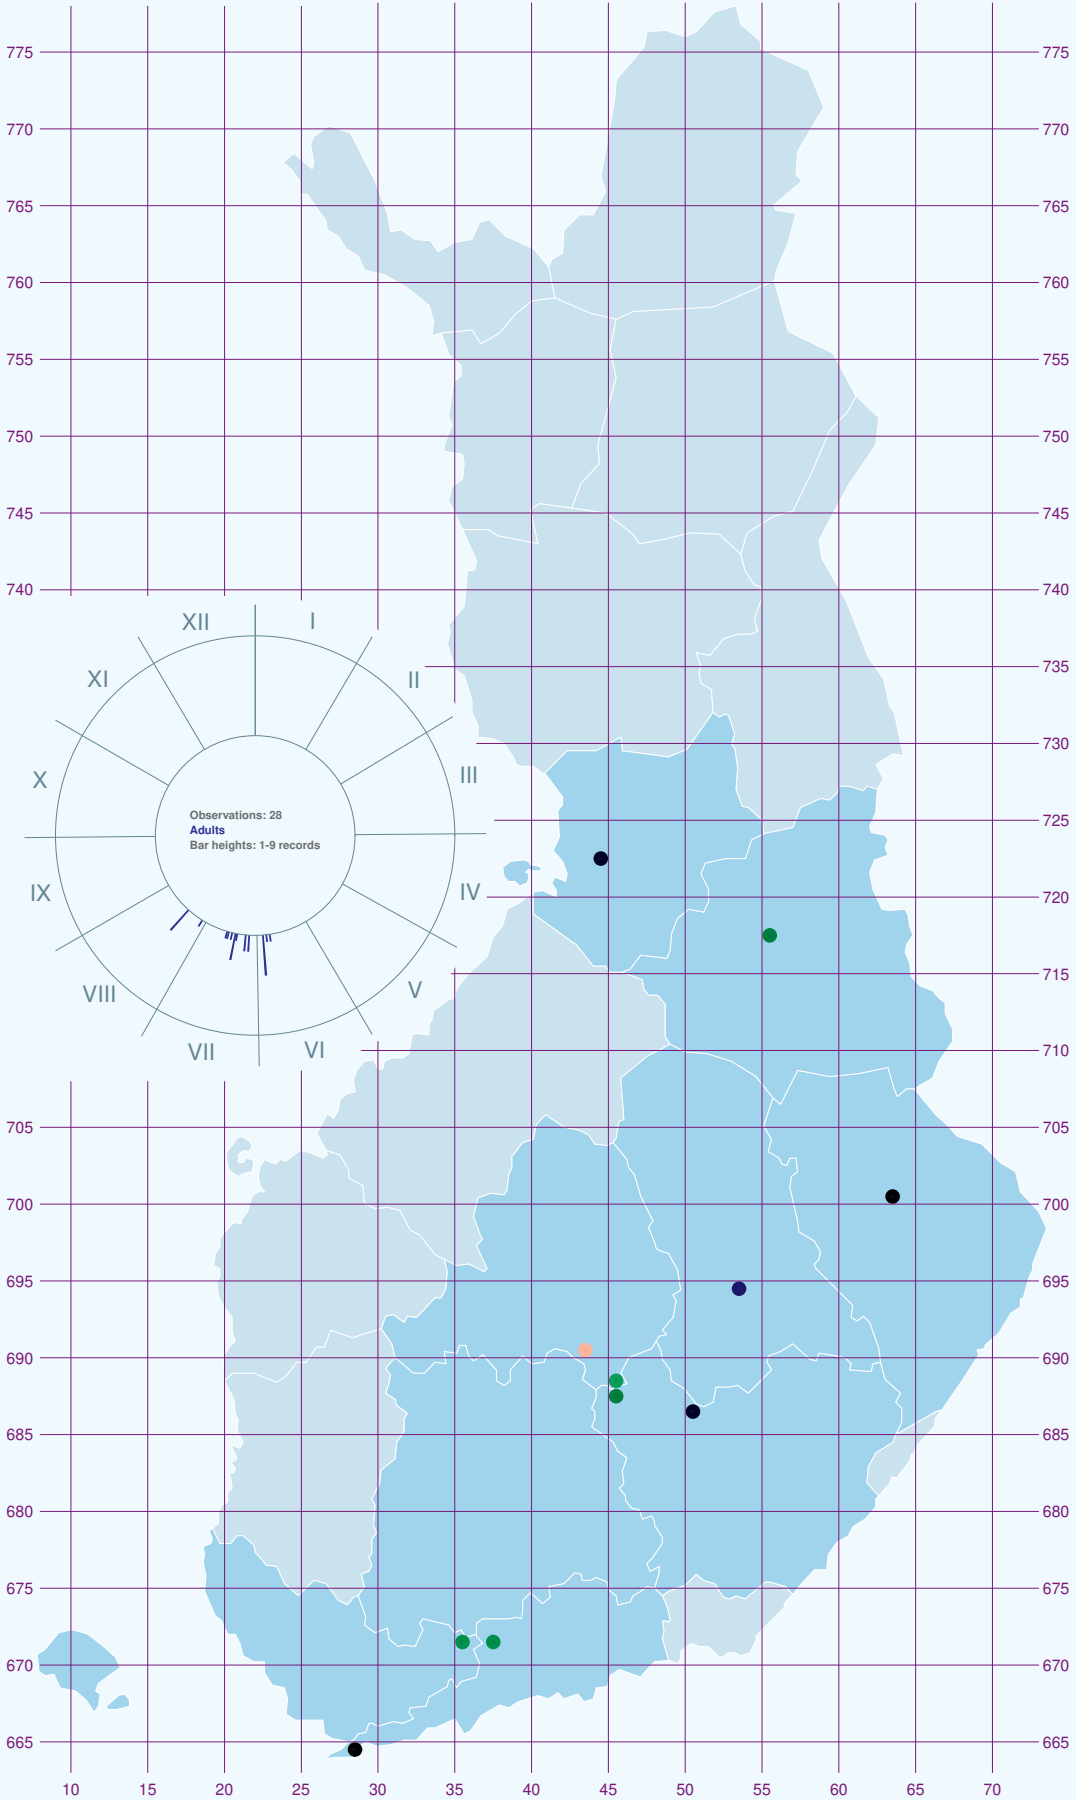 775 775
770 770
765 765
760 760
755 755
750 750
745 745
740 740
XII I
735
XI II
730
X III
Observations: 28
Adults
Bar heights: 1-9 records
725
IX IV
720
VIII V
715
VII VI
710
705 705
700 700
695 695
690 690
685 685
680 680
675 675
670 670
665 665
10 15 20 25 30 35 40 45 50 55 60 65 70